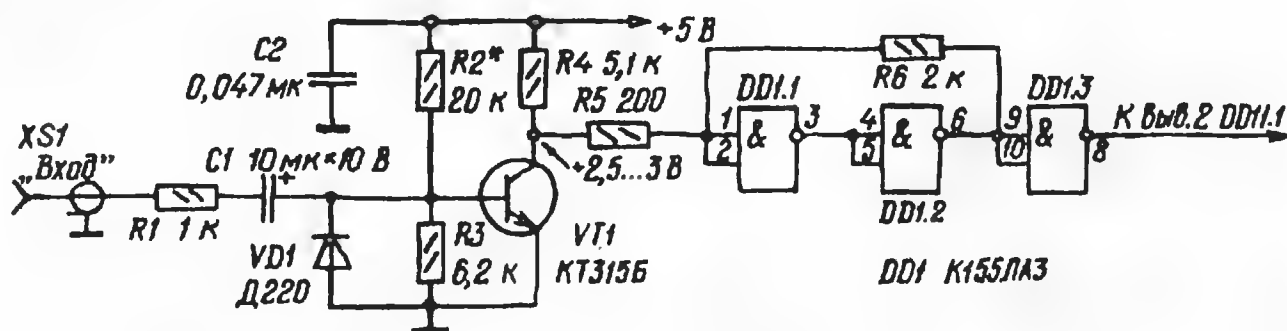 +5 В
C2
0,047 мк
R2*
20 к
R4 5,1 к
R5 200
R6 2 к
DD1.1
&
1
2
3
DD1.2
&
4
5
6
DD1.3
&
9
10
8
К выв.2 DD11.1
XS1
„Вход”
R1 1 к
C1 10 мк×10 В
+
+2,5...3 В
VD1
Д220
R3
6,2 к
VT1
КТ315Б
DD1 К155ЛА3